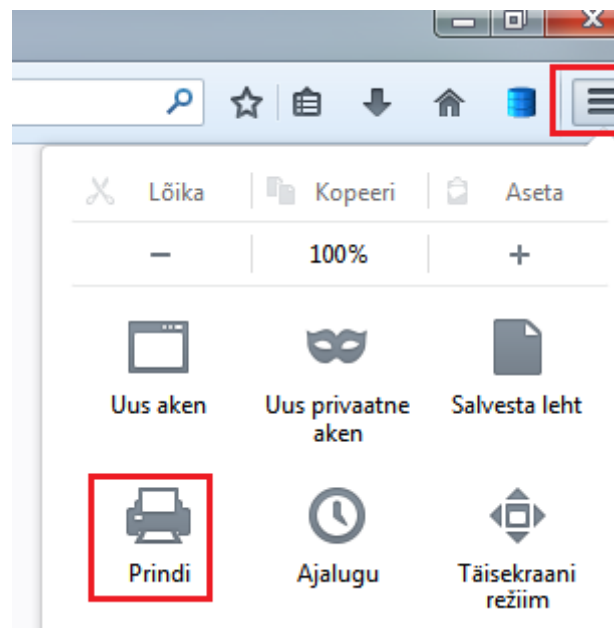 Lõika Kopeeri Aseta
100%
Uus aken Uus privaatne aken Salvesta leht
Prindi Ajalugu Täisekraani režiim